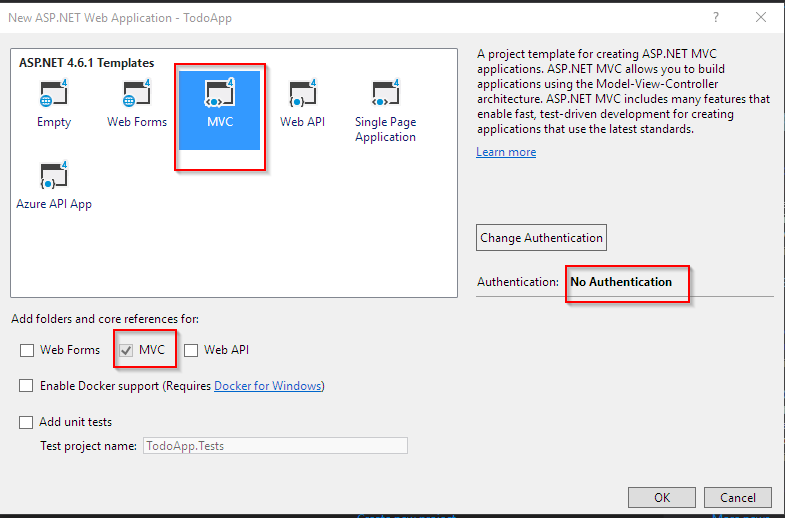 New ASP.NET Web Application - TodoApp
?
ASP.NET 4.6.1 Templates
4 4 4 4 4
Empty Web Forms MVC Web API Single Page
Application
4
Azure API App
A project template for creating ASP.NET MVC
applications. ASP.NET MVC allows you to build
applications using the Model-View-Controller
architecture. ASP.NET MVC includes many features that
enable fast, test-driven development for creating
applications that use the latest standards.
Learn more
Change Authentication
Authentication: No Authentication
Add folders and core references for:
Web Forms MVC Web API
Enable Docker support (Requires Docker for Windows)
Add unit tests
Test project name: TodoApp.Tests
OK Cancel